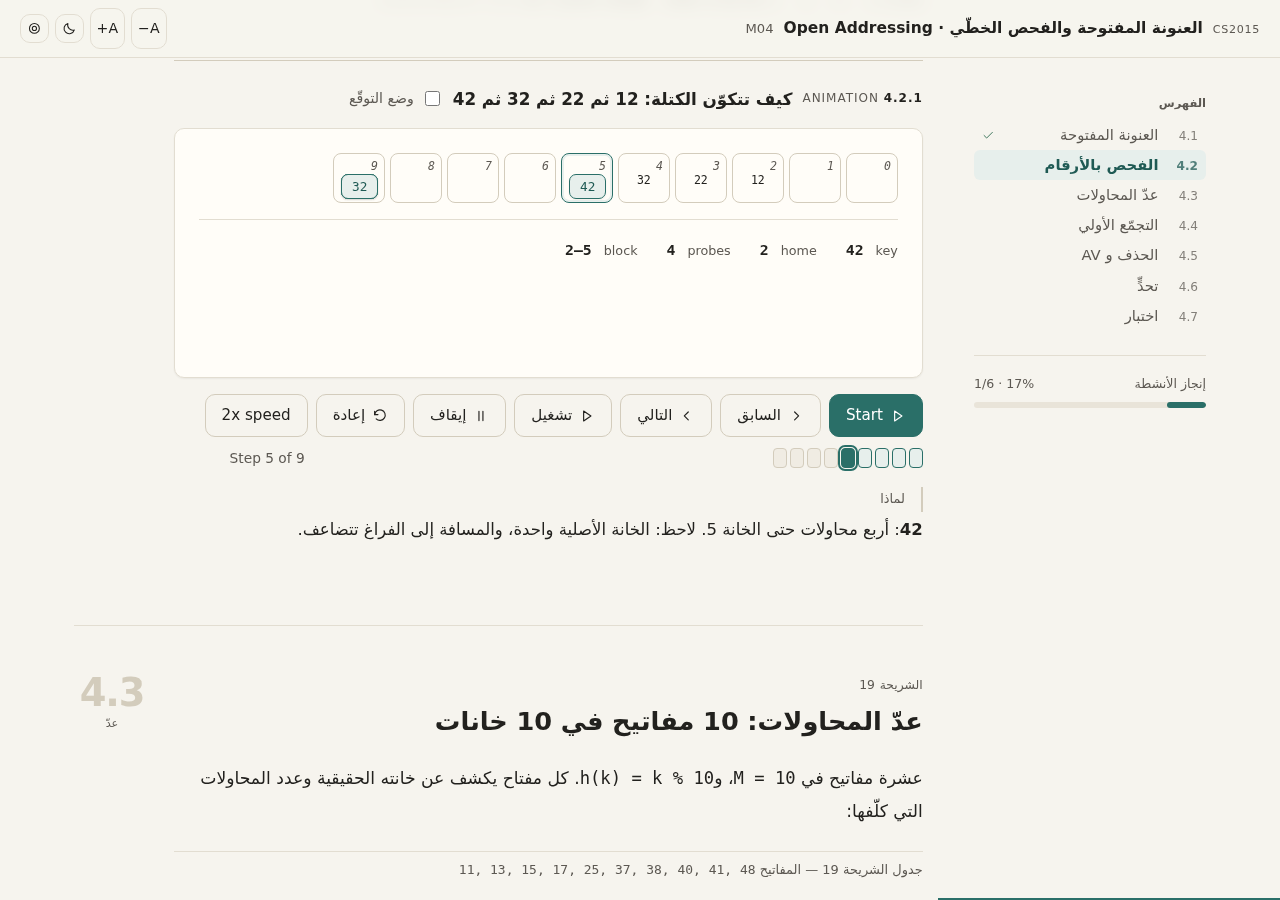 CS2015 العنونة المفتوحة والفحص الخطّي · Open Addressing M04
A− A+
الفهرس
4.1 العنونة المفتوحة
4.2 الفحص بالأرقام
4.3 عدّ المحاولات
4.4 التجمّع الأولي
4.5 الحذف و AV
4.6 تحدٍّ
4.7 اختبار
إنجاز الأنشطة 1/6 · 17%
ANIMATION 4.2.1 كيف تتكوّن الكتلة: 12 ثم 22 ثم 32 ثم 42 وضع التوقّع
0 1 2 3 4 5 6 7 8 9
12 22 32 42 32
key 42 home 2 probes 4 block 2–5
Start السابق التالي تشغيل إيقاف إعادة 2x speed
Step 5 of 9
لماذا
42: أربع محاولات حتى الخانة 5. لاحظ: الخانة الأصلية واحدة، والمسافة إلى الفراغ تتضاعف.
4.3
عدّ
الشريحة 19
عدّ المحاولات: 10 مفاتيح في 10 خانات
عشرة مفاتيح في M = 10، وh(k) = k % 10. كل مفتاح يكشف عن خانته الحقيقية وعدد المحاولات
التي كلّفها:
جدول الشريحة 19 — المفاتيح 11, 13, 15, 17, 25, 37, 38, 40, 41, 48